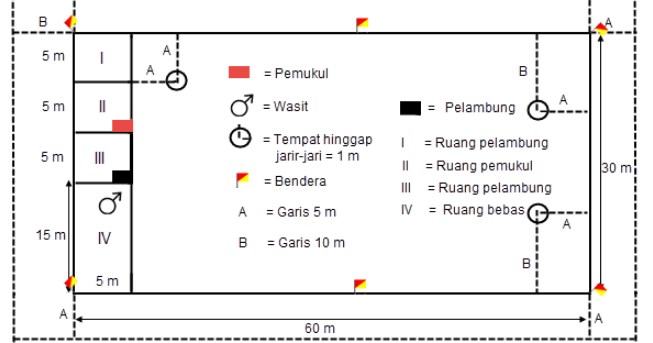 B
A
5 m
I
A
A
B
A
= Pemukul
5 m
II
= Wasit
= Pelambung
= Tempat hinggap
jarir-jari = 1 m
I = Ruang pelambung
5 m
III
II = Ruang pemukul
30 m
= Bendera
III = Ruang pelambung
A = Garis 5 m
IV = Ruang bebas
A
15 m
IV
B = Garis 10 m
B
5 m
A
A
60 m